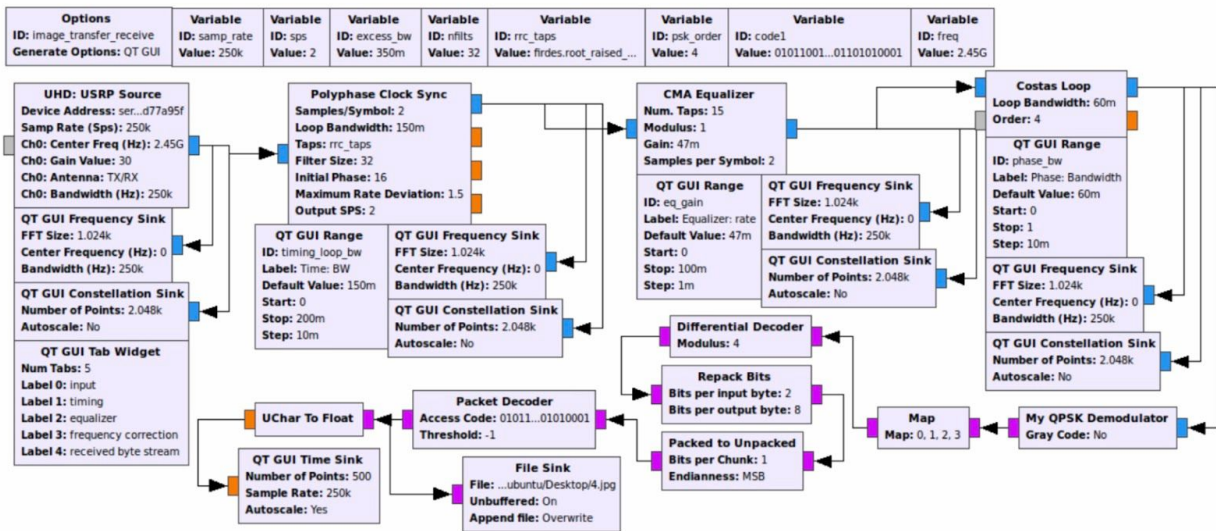 Options
ID: image_transfer_receive
Generate Options: QT GUI
Variable
ID: samp_rate
Value: 250k
Variable
ID: sps
Value: 2
Variable
ID: excess_bw
Value: 350m
Variable
ID: nfilts
Value: 32
Variable
ID: rrc_taps
Value: firdes.root_raised_...
Variable
ID: psk_order
Value: 4
Variable
ID: code1
Value: 01011001...01101010001
Variable
ID: freq
Value: 2.45G
UHD: USRP Source
Device Address: ser...d77a95f
Samp Rate (Sps): 250k
Ch0: Center Freq (Hz): 2.45G
Ch0: Gain Value: 30
Ch0: Antenna: TX/RX
Ch0: Bandwidth (Hz): 250k
QT GUI Frequency Sink
FFT Size: 1.024k
Center Frequency (Hz): 0
Bandwidth (Hz): 250k
QT GUI Constellation Sink
Number of Points: 2.048k
Autoscale: No
QT GUI Tab Widget
Num Tabs: 5
Label 0: input
Label 1: timing
Label 2: equalizer
Label 3: frequency correction
Label 4: received byte stream
Polyphase Clock Sync
Samples/Symbol: 2
Loop Bandwidth: 150m
Taps: rrc_taps
Filter Size: 32
Initial Phase: 16
Maximum Rate Deviation: 1.5
Output SPS: 2
QT GUI Range
ID: timing_loop_bw
Label: Time: BW
Default Value: 150m
Start: 0
Stop: 200m
Step: 10m
QT GUI Frequency Sink
FFT Size: 1.024k
Center Frequency (Hz): 0
Bandwidth (Hz): 250k
QT GUI Constellation Sink
Number of Points: 2.048k
Autoscale: No
CMA Equalizer
Num. Taps: 15
Modulus: 1
Gain: 47m
Samples per Symbol: 2
QT GUI Range
ID: eq_gain
Label: Equalizer: rate
Default Value: 47m
Start: 0
Stop: 100m
Step: 1m
QT GUI Frequency Sink
FFT Size: 1.024k
Center Frequency (Hz): 0
Bandwidth (Hz): 250k
QT GUI Constellation Sink
Number of Points: 2.048k
Autoscale: No
Costas Loop
Loop Bandwidth: 60m
Order: 4
QT GUI Range
ID: phase_bw
Label: Phase: Bandwidth
Default Value: 60m
Start: 0
Stop: 1
Step: 10m
QT GUI Frequency Sink
FFT Size: 1.024k
Center Frequency (Hz): 0
Bandwidth (Hz): 250k
QT GUI Constellation Sink
Number of Points: 2.048k
Autoscale: No
Differential Decoder
Modulus: 4
Repack Bits
Bits per input byte: 2
Bits per output byte: 8
Packed to Unpacked
Bits per Chunk: 1
Endianness: MSB
Map
Map: 0, 1, 2, 3
My QPSK Demodulator
Gray Code: No
Packet Decoder
Access Code: 01011...01010001
Threshold: -1
UChar To Float
QT GUI Time Sink
Number of Points: 500
Sample Rate: 250k
Autoscale: Yes
File Sink
File: ...ubuntu/Desktop/4.jpg
Unbuffered: On
Append file: Overwrite